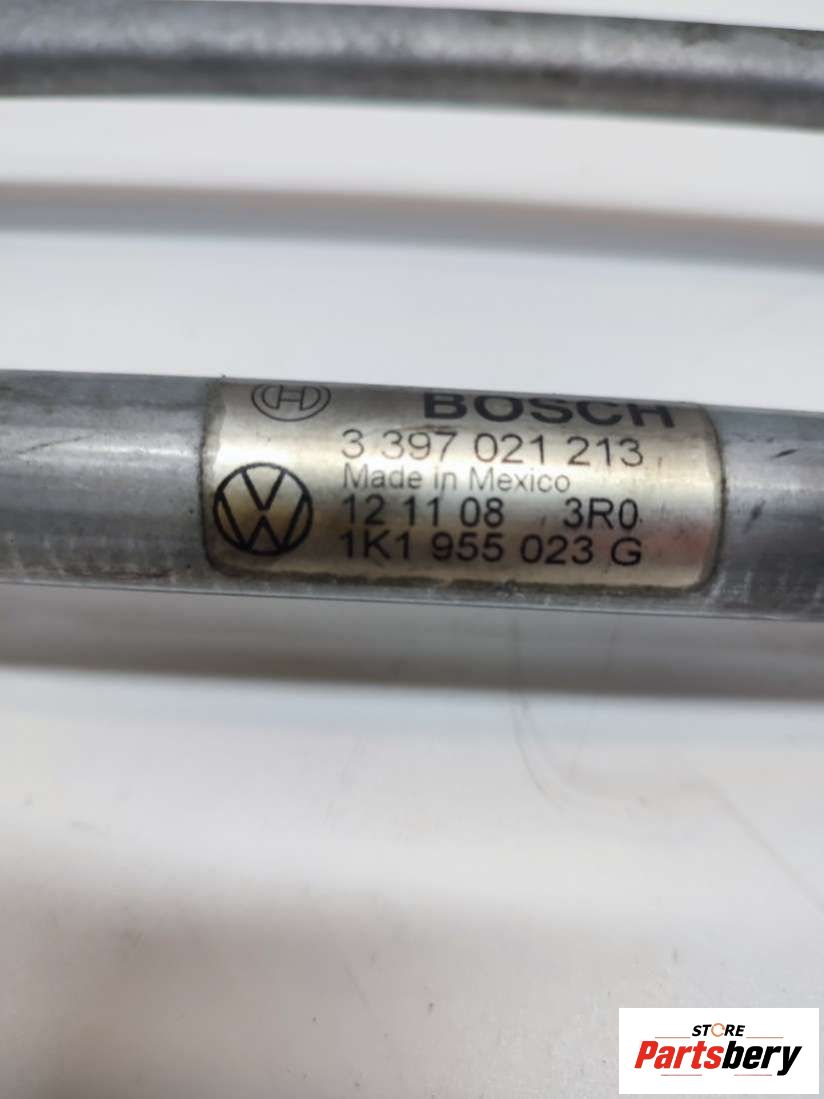 BOSCH
3 397 021 213
Made in Mexico
12 11 08 3R0
1K1 955 023 G
STORE
Partsbery